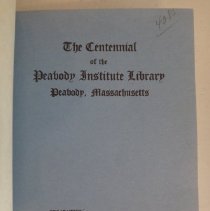 The Centennial
of the
Peabody Institute Library
Peabody, Massachusetts